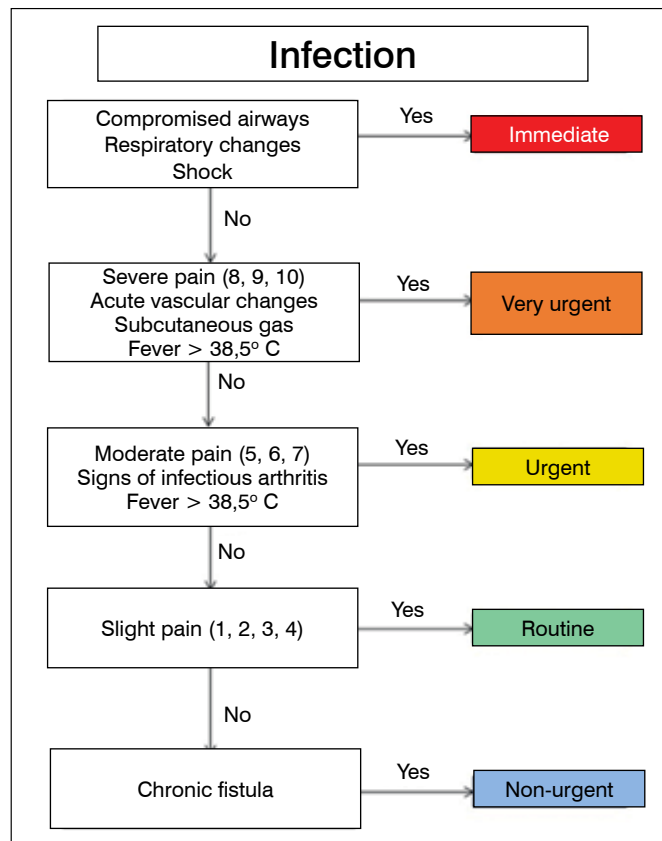 Infection
Compromised airways
Respiratory changes
Shock
Yes
Immediate
No
Severe pain (8, 9, 10)
Acute vascular changes
Subcutaneous gas
Fever > 38,5º C
Yes
Very urgent
No
Moderate pain (5, 6, 7)
Signs of infectious arthritis
Fever > 38,5º C
Yes
Urgent
No
Slight pain (1, 2, 3, 4)
Yes
Routine
No
Chronic fistula
Yes
Non-urgent